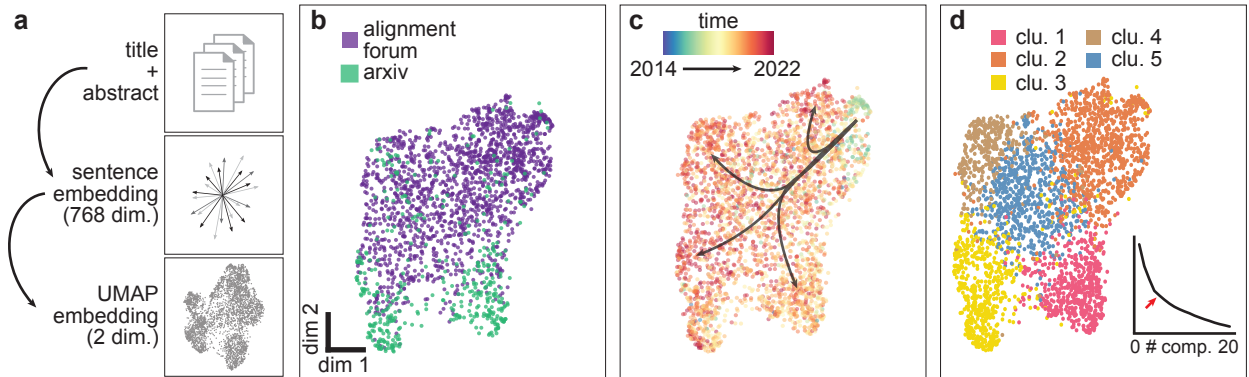 a
title
+
abstract
sentence
embedding
(768 dim.)
UMAP
embedding
(2 dim.)
b
alignment
forum
arxiv
dim 2
dim 1
c
time
2014
2022
d
clu. 1
clu. 2
clu. 3
clu. 4
clu. 5
0 # comp. 20